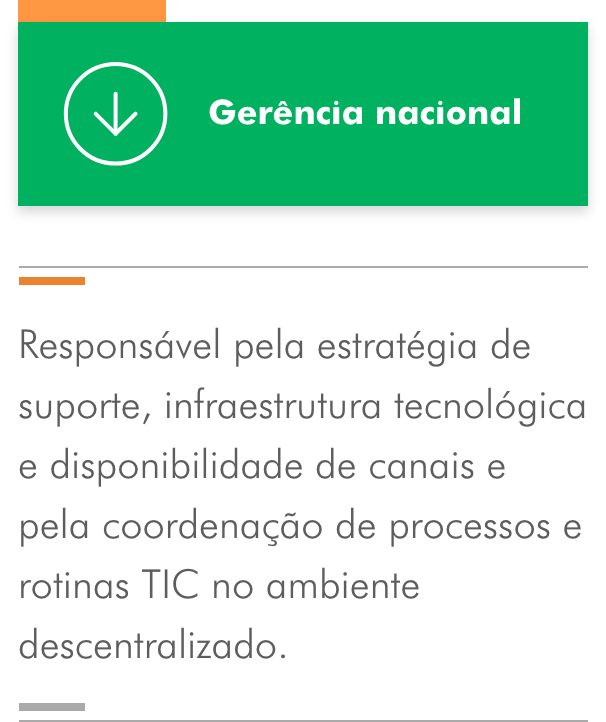 Gerência nacional
Responsável pela estratégia de
suporte, infraestrutura tecnológica
e disponibilidade de canais e
pela coordenação de processos e
rotinas TIC no ambiente
descentralizado.